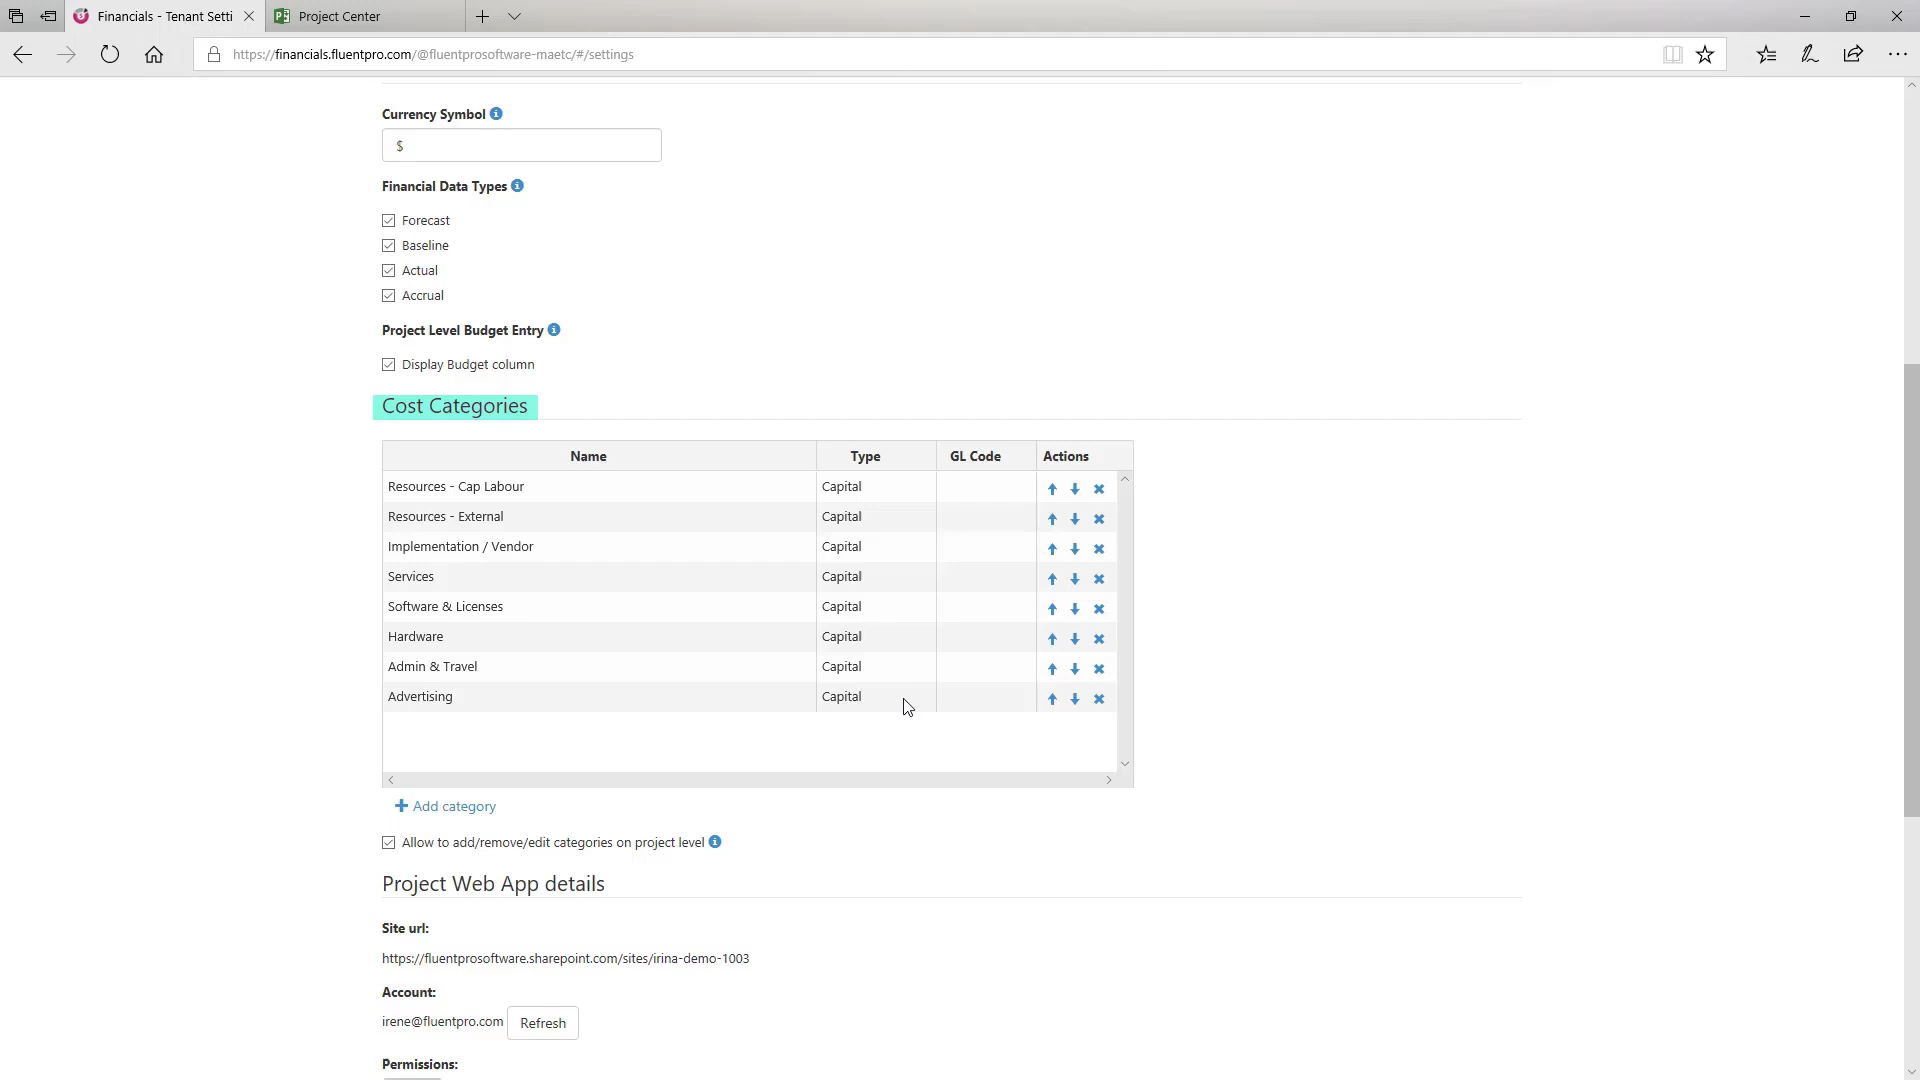 Financials - Tenant Setti
Project Center
https://financials.fluentpro.com/@fluentprosoftware-maetc/#/settings
Currency Symbol
$
Financial Data Types
Forecast
Baseline
Actual
Accrual
Project Level Budget Entry
Display Budget column
Cost Categories
Name Type GL Code Actions
Resources - Cap Labour Capital
Resources - External Capital
Implementation / Vendor Capital
Services Capital
Software & Licenses Capital
Hardware Capital
Admin & Travel Capital
Advertising Capital
Add category
Allow to add/remove/edit categories on project level
Project Web App details
Site url:
https://fluentprosoftware.sharepoint.com/sites/irina-demo-1003
Account:
irene@fluentpro.com Refresh
Permissions: